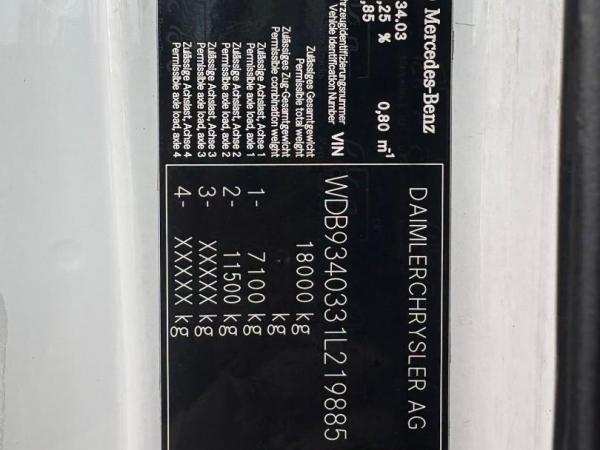 Mercedes-Benz
DAIMLERCHRYSLER AG
34.03
,25 % 0,80 m-1
,85
hrzeugidentifizierungsnummer
Vehicle Identification Number VIN WDB9340331L219885
Zulässiges Gesamtgewicht
Permissible total weight 18000 kg
Zulässiges Zug-Gesamtgewicht
Permissible combination weight kg
Zulässige Achslast, Achse 1
Permissible axle load, axle 1 1- 7100 kg
Zulässige Achslast, Achse 2
Permissible axle load, axle 2 2- 11500 kg
Zulässige Achslast, Achse 3
Permissible axle load, axle 3 3- XXXXX kg
Zulässige Achslast, Achse 4
Permissible axle load, axle 4 4- XXXXX kg